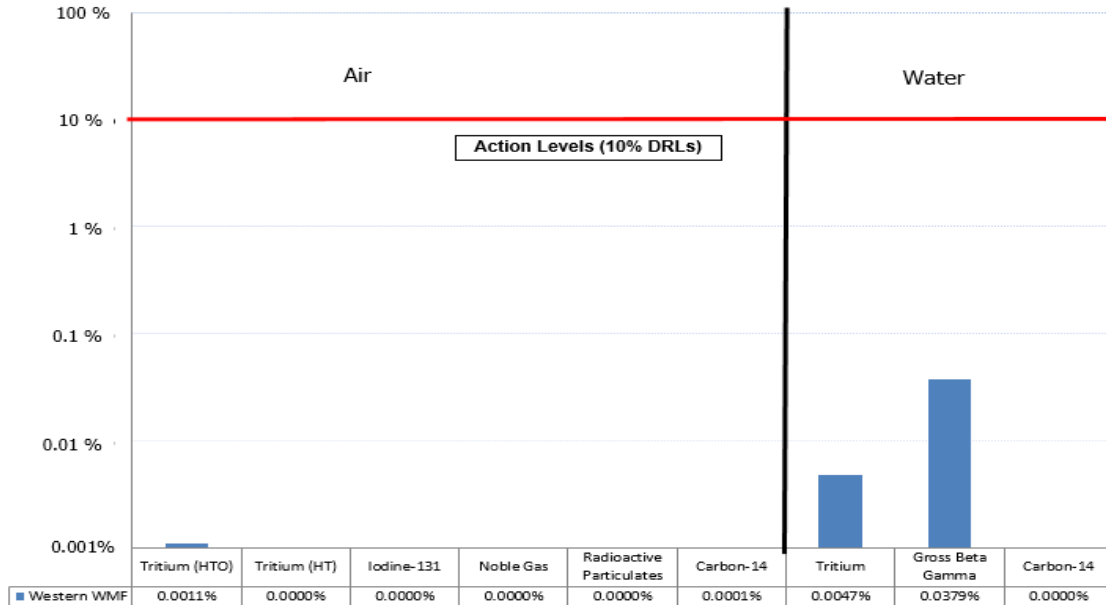 100 %
Air
Water
10 %
Action Levels (10% DRLs)
1 %
0.1 %
0.01 %
0.001%
Tritium (HTO) Tritium (HT) Iodine-131 Noble Gas Radioactive Particulates Carbon-14 Tritium Gross Beta Gamma Carbon-14
Western WMF 0.0011% 0.0000% 0.0000% 0.0000% 0.0000% 0.0001% 0.0047% 0.0379% 0.0000%